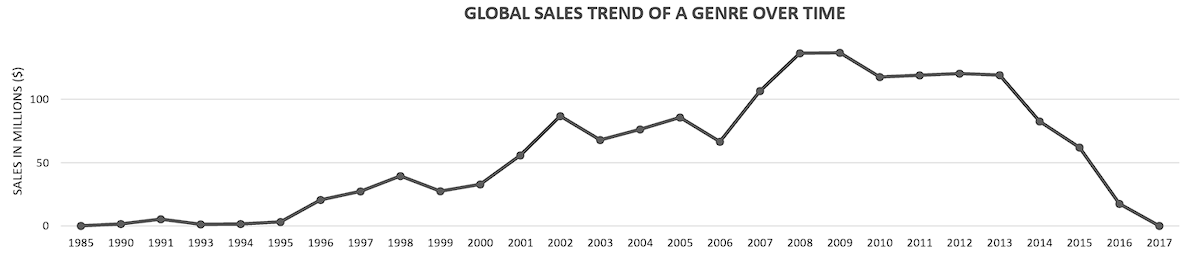 GLOBAL SALES TREND OF A GENRE OVER TIME
SALES IN MILLIONS ($)
100
50
0
1985 1990 1991 1993 1994 1995 1996 1997 1998 1999 2000 2001 2002 2003 2004 2005 2006 2007 2008 2009 2010 2011 2012 2013 2014 2015 2016 2017